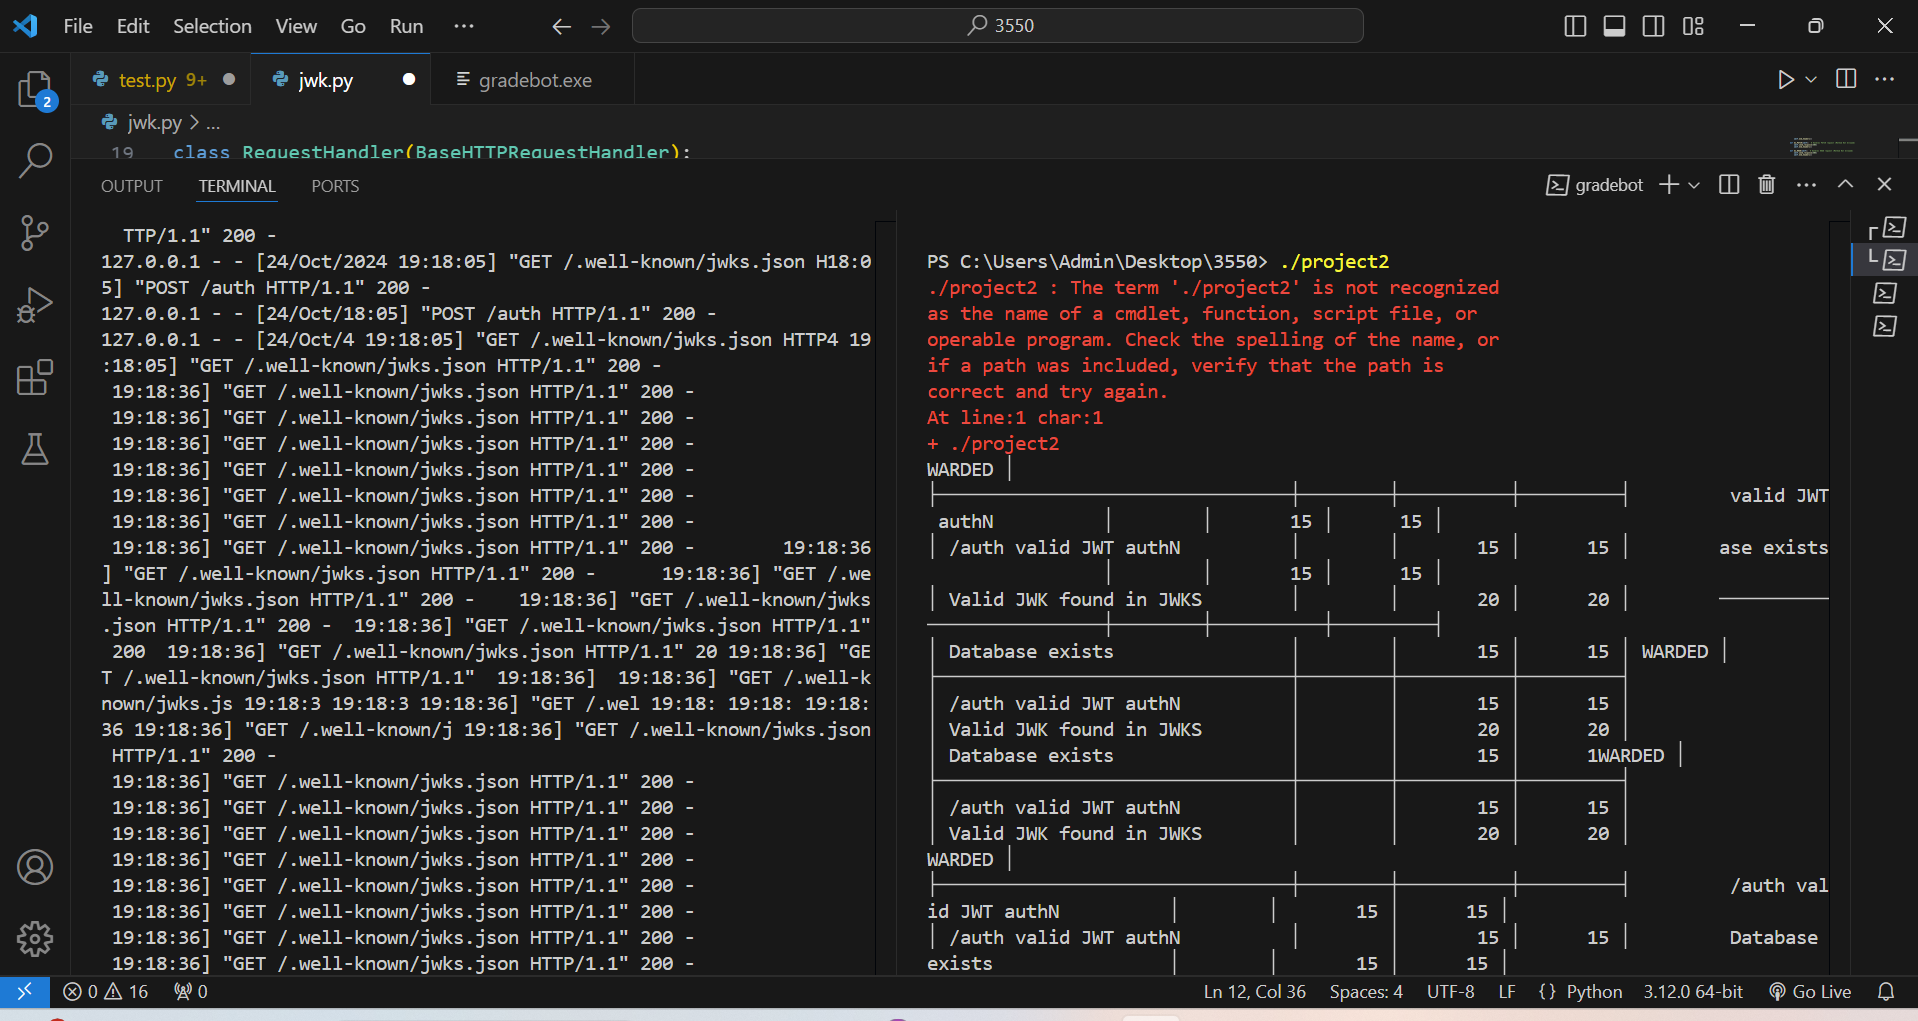 File Edit Selection View Go Run ···
3550
test.py 9+
jwk.py
gradebot.exe
2
jwk.py > ...
19 class RequestHandler(BaseHTTPRequestHandler):
OUTPUT TERMINAL PORTS
gradebot
TTP/1.1" 200 -
127.0.0.1 - - [24/Oct/2024 19:18:05] "GET /.well-known/jwks.json H18:0
5] "POST /auth HTTP/1.1" 200 -
127.0.0.1 - - [24/Oct/18:05] "POST /auth HTTP/1.1" 200 -
127.0.0.1 - - [24/Oct/4 19:18:05] "GET /.well-known/jwks.json HTTP4 19
:18:05] "GET /.well-known/jwks.json HTTP/1.1" 200 -
19:18:36] "GET /.well-known/jwks.json HTTP/1.1" 200 -
19:18:36] "GET /.well-known/jwks.json HTTP/1.1" 200 -
19:18:36] "GET /.well-known/jwks.json HTTP/1.1" 200 -
19:18:36] "GET /.well-known/jwks.json HTTP/1.1" 200 -
19:18:36] "GET /.well-known/jwks.json HTTP/1.1" 200 -
19:18:36] "GET /.well-known/jwks.json HTTP/1.1" 200 -
19:18:36] "GET /.well-known/jwks.json HTTP/1.1" 200 - 19:18:36
] "GET /.well-known/jwks.json HTTP/1.1" 200 - 19:18:36] "GET /.we
ll-known/jwks.json HTTP/1.1" 200 - 19:18:36] "GET /.well-known/jwks
.json HTTP/1.1" 200 - 19:18:36] "GET /.well-known/jwks.json HTTP/1.1"
200 19:18:36] "GET /.well-known/jwks.json HTTP/1.1" 20 19:18:36] "GE
T /.well-known/jwks.json HTTP/1.1" 19:18:36] 19:18:36] "GET /.well-k
nown/jwks.js 19:18:3 19:18:3 19:18:36] "GET /.wel 19:18: 19:18: 19:18:
36 19:18:36] "GET /.well-known/j 19:18:36] "GET /.well-known/jwks.json
HTTP/1.1" 200 -
19:18:36] "GET /.well-known/jwks.json HTTP/1.1" 200 -
19:18:36] "GET /.well-known/jwks.json HTTP/1.1" 200 -
19:18:36] "GET /.well-known/jwks.json HTTP/1.1" 200 -
19:18:36] "GET /.well-known/jwks.json HTTP/1.1" 200 -
19:18:36] "GET /.well-known/jwks.json HTTP/1.1" 200 -
19:18:36] "GET /.well-known/jwks.json HTTP/1.1" 200 -
19:18:36] "GET /.well-known/jwks.json HTTP/1.1" 200 -
19:18:36] "GET /.well-known/jwks.json HTTP/1.1" 200 -
PS C:\Users\Admin\Desktop\3550> ./project2
./project2 : The term './project2' is not recognized
as the name of a cmdlet, function, script file, or
operable program. Check the spelling of the name, or
if a path was included, verify that the path is
correct and try again.
At line:1 char:1
+ ./project2
WARDED |
valid JWT
authN | | 15 | 15 |
| /auth valid JWT authN | | 15 | 15 | ase exists
| | 15 | 15 |
| Valid JWK found in JWKS | | 20 | 20 |
| Database exists | | 15 | 15 | WARDED |
| /auth valid JWT authN | | 15 | 15 |
| Valid JWK found in JWKS | | 20 | 20 |
| Database exists | | 15 | 1WARDED |
| /auth valid JWT authN | | 15 | 15 |
| Valid JWK found in JWKS | | 20 | 20 |
WARDED |
/auth val
id JWT authN | | 15 | 15 |
| /auth valid JWT authN | | 15 | 15 | Database
exists | | 15 | 15 |
0 16 0
Ln 12, Col 36 Spaces: 4 UTF-8 LF {} Python 3.12.0 64-bit Go Live